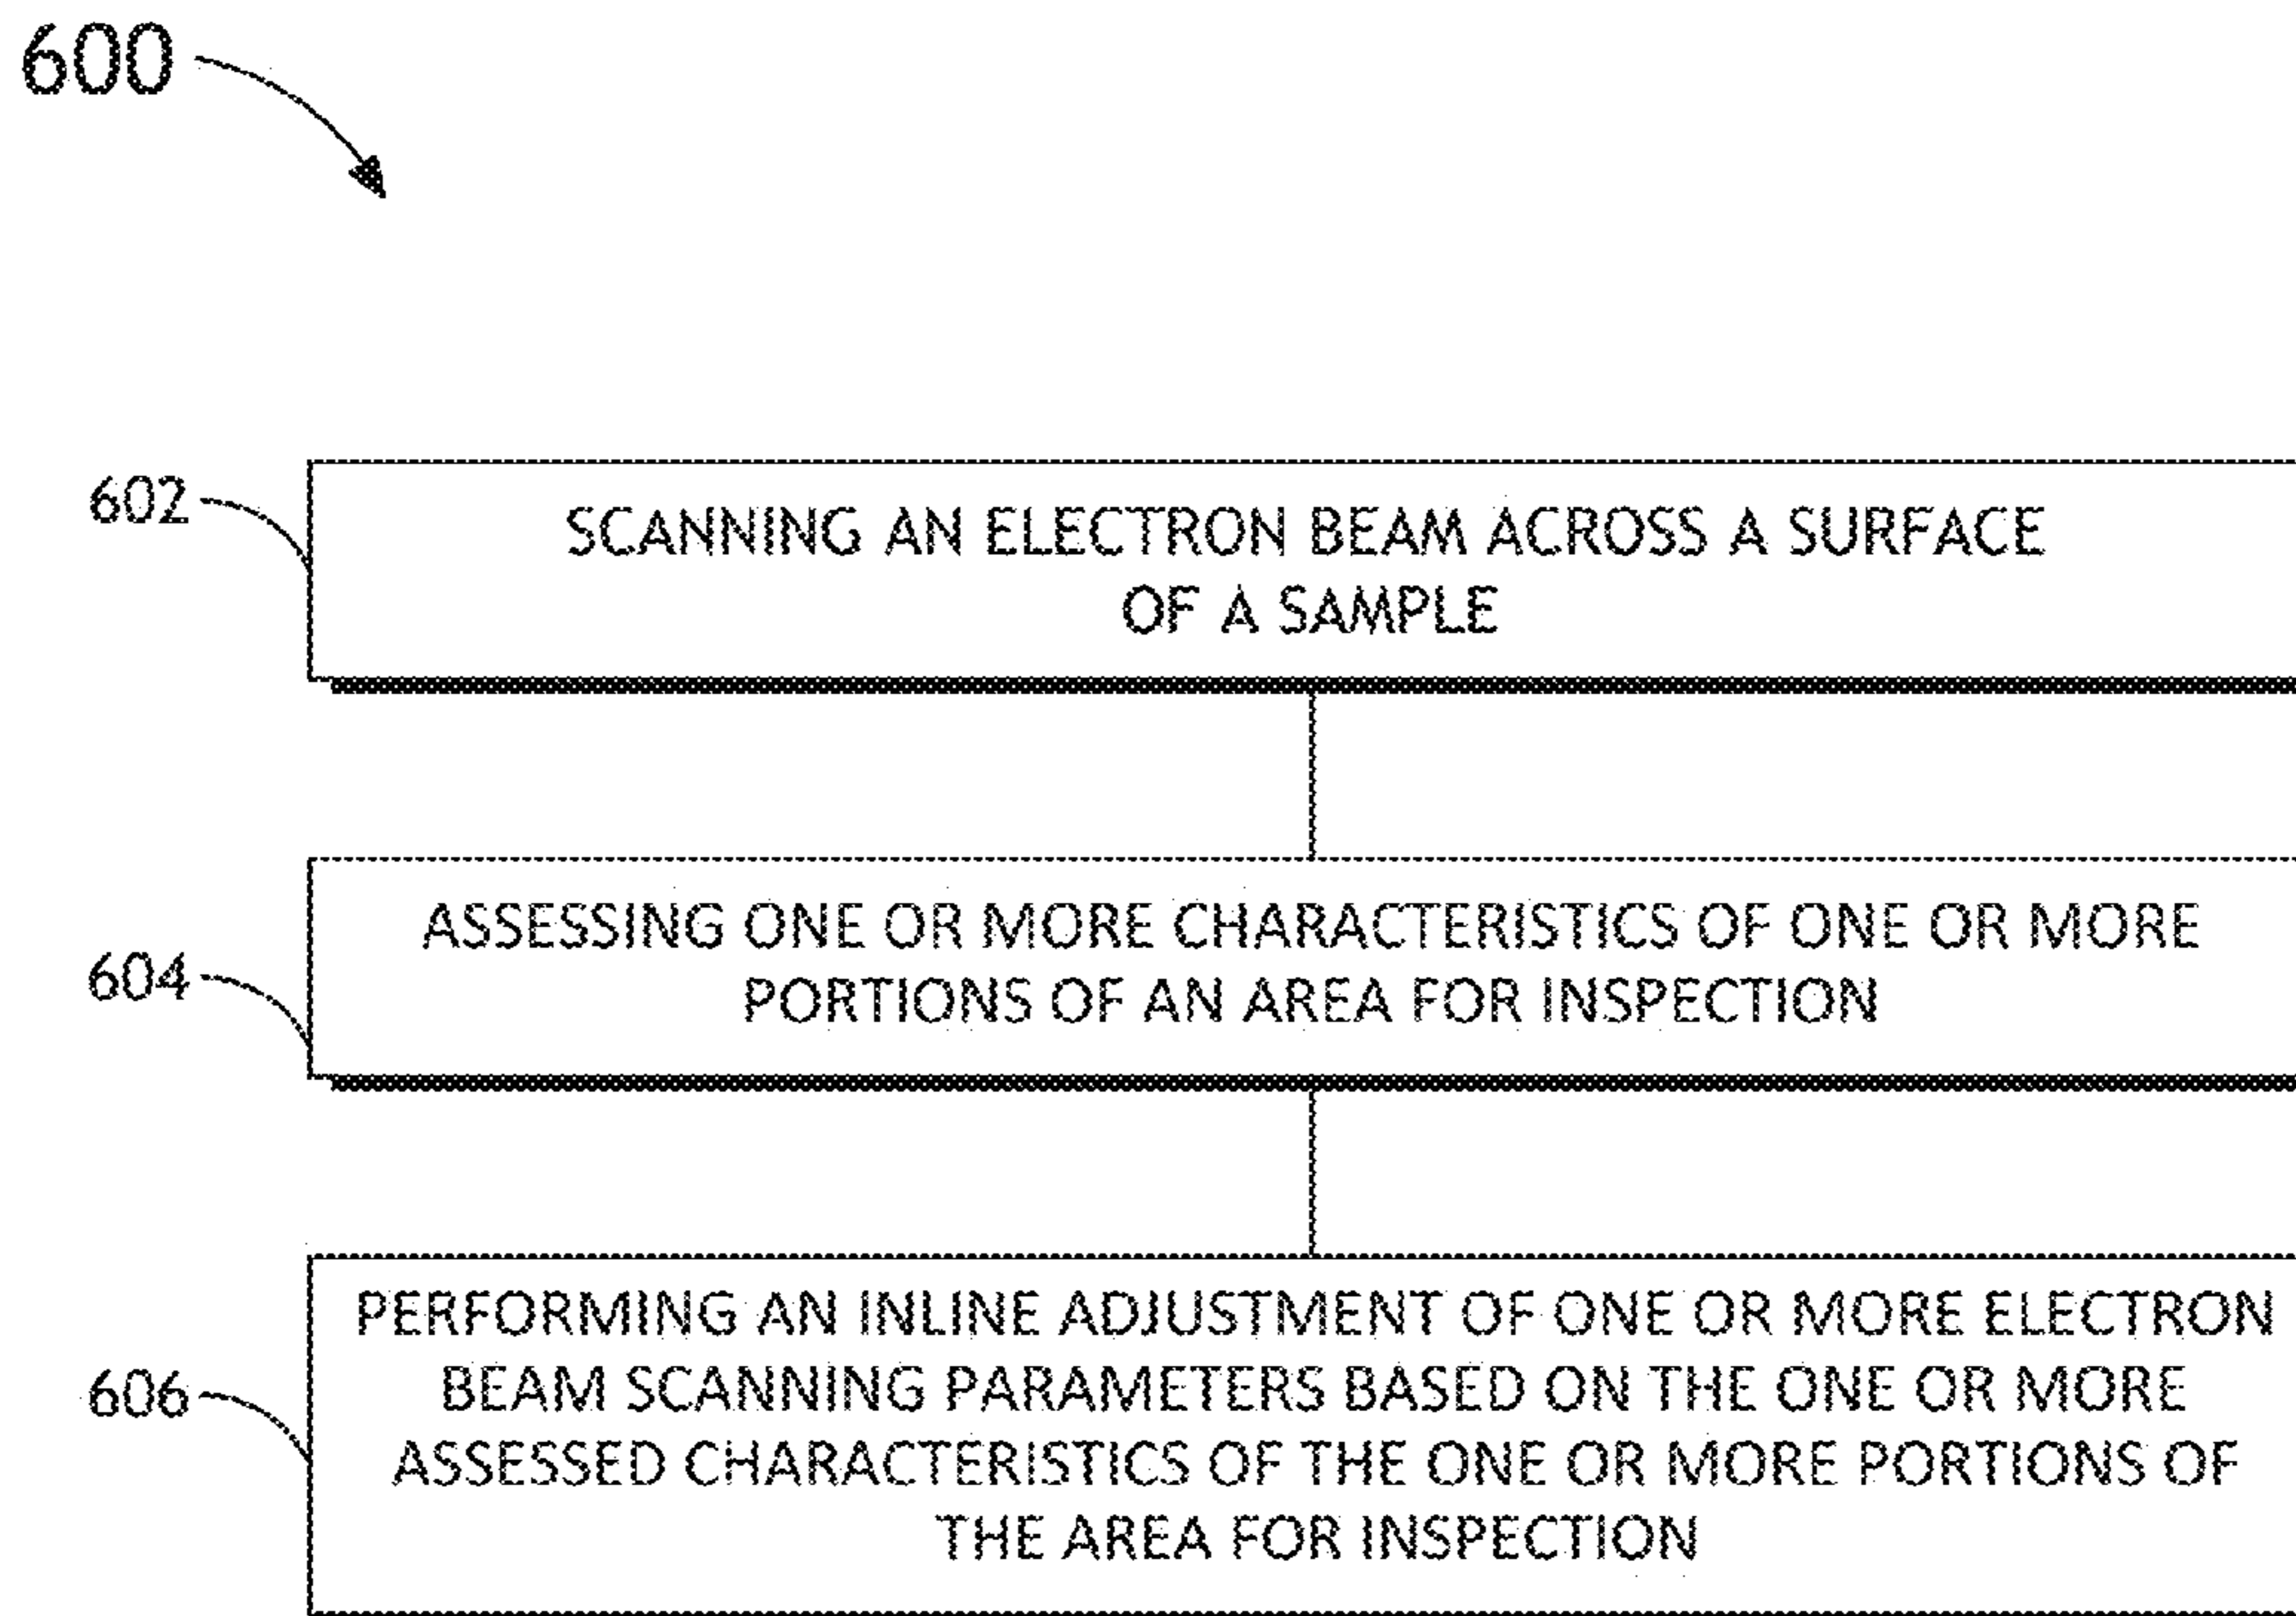 600
602
SCANNING AN ELECTRON BEAM ACROSS A SURFACE
OF A SAMPLE
604
ASSESSING ONE OR MORE CHARACTERISTICS OF ONE OR MORE
PORTIONS OF AN AREA FOR INSPECTION
606
PERFORMING AN INLINE ADJUSTMENT OF ONE OR MORE ELECTRON
BEAM SCANNING PARAMETERS BASED ON THE ONE OR MORE
ASSESSED CHARACTERISTICS OF THE ONE OR MORE PORTIONS OF
THE AREA FOR INSPECTION